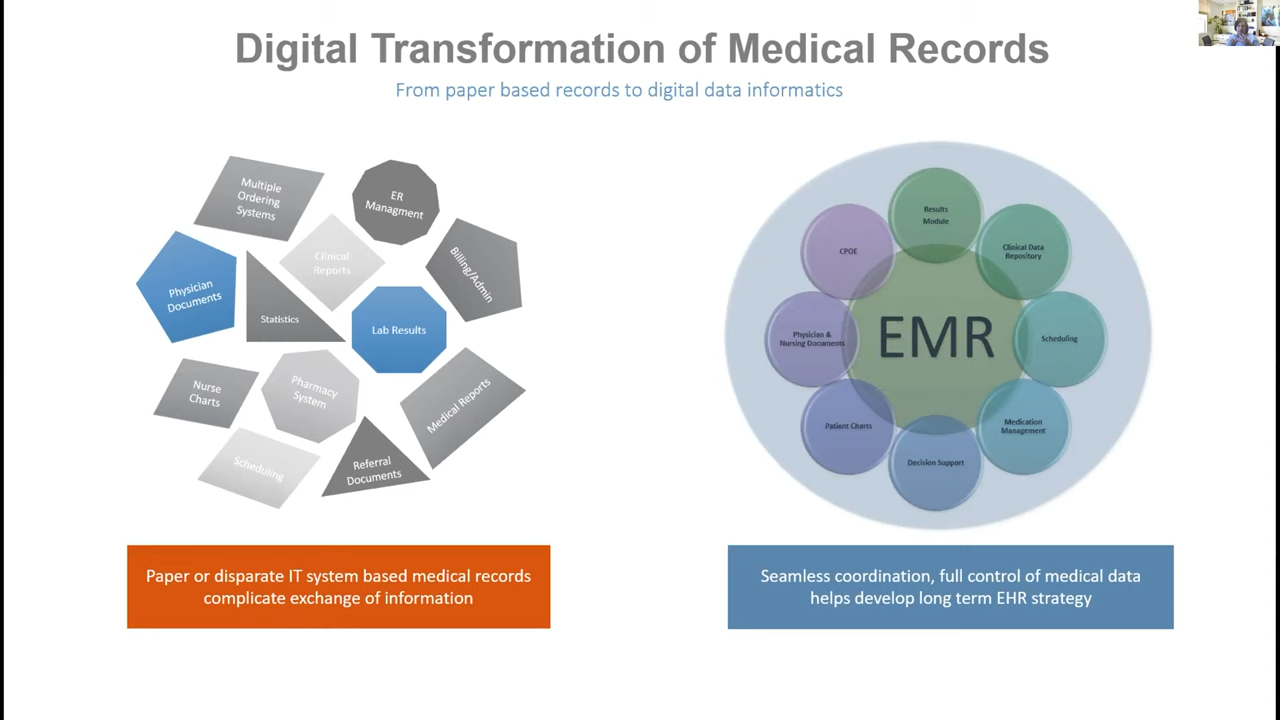 Digital Transformation of Medical Records
From paper based records to digital data informatics
Multiple
Ordering
Systems
ER
Managment
Clinical
Reports
Billing/Admin
Physician
Documents
Statistics
Lab Results
Nurse
Charts
Pharmacy
System
Medical Reports
Scheduling
Referral
Documents
Paper or disparate IT system based medical records
complicate exchange of information
Results
Module
CPOE
Clinical Data
Repository
Physician &
Nursing Documents
EMR
Scheduling
Patient Charts
Medication
Management
Decision Support
Seamless coordination, full control of medical data
helps develop long term EHR strategy